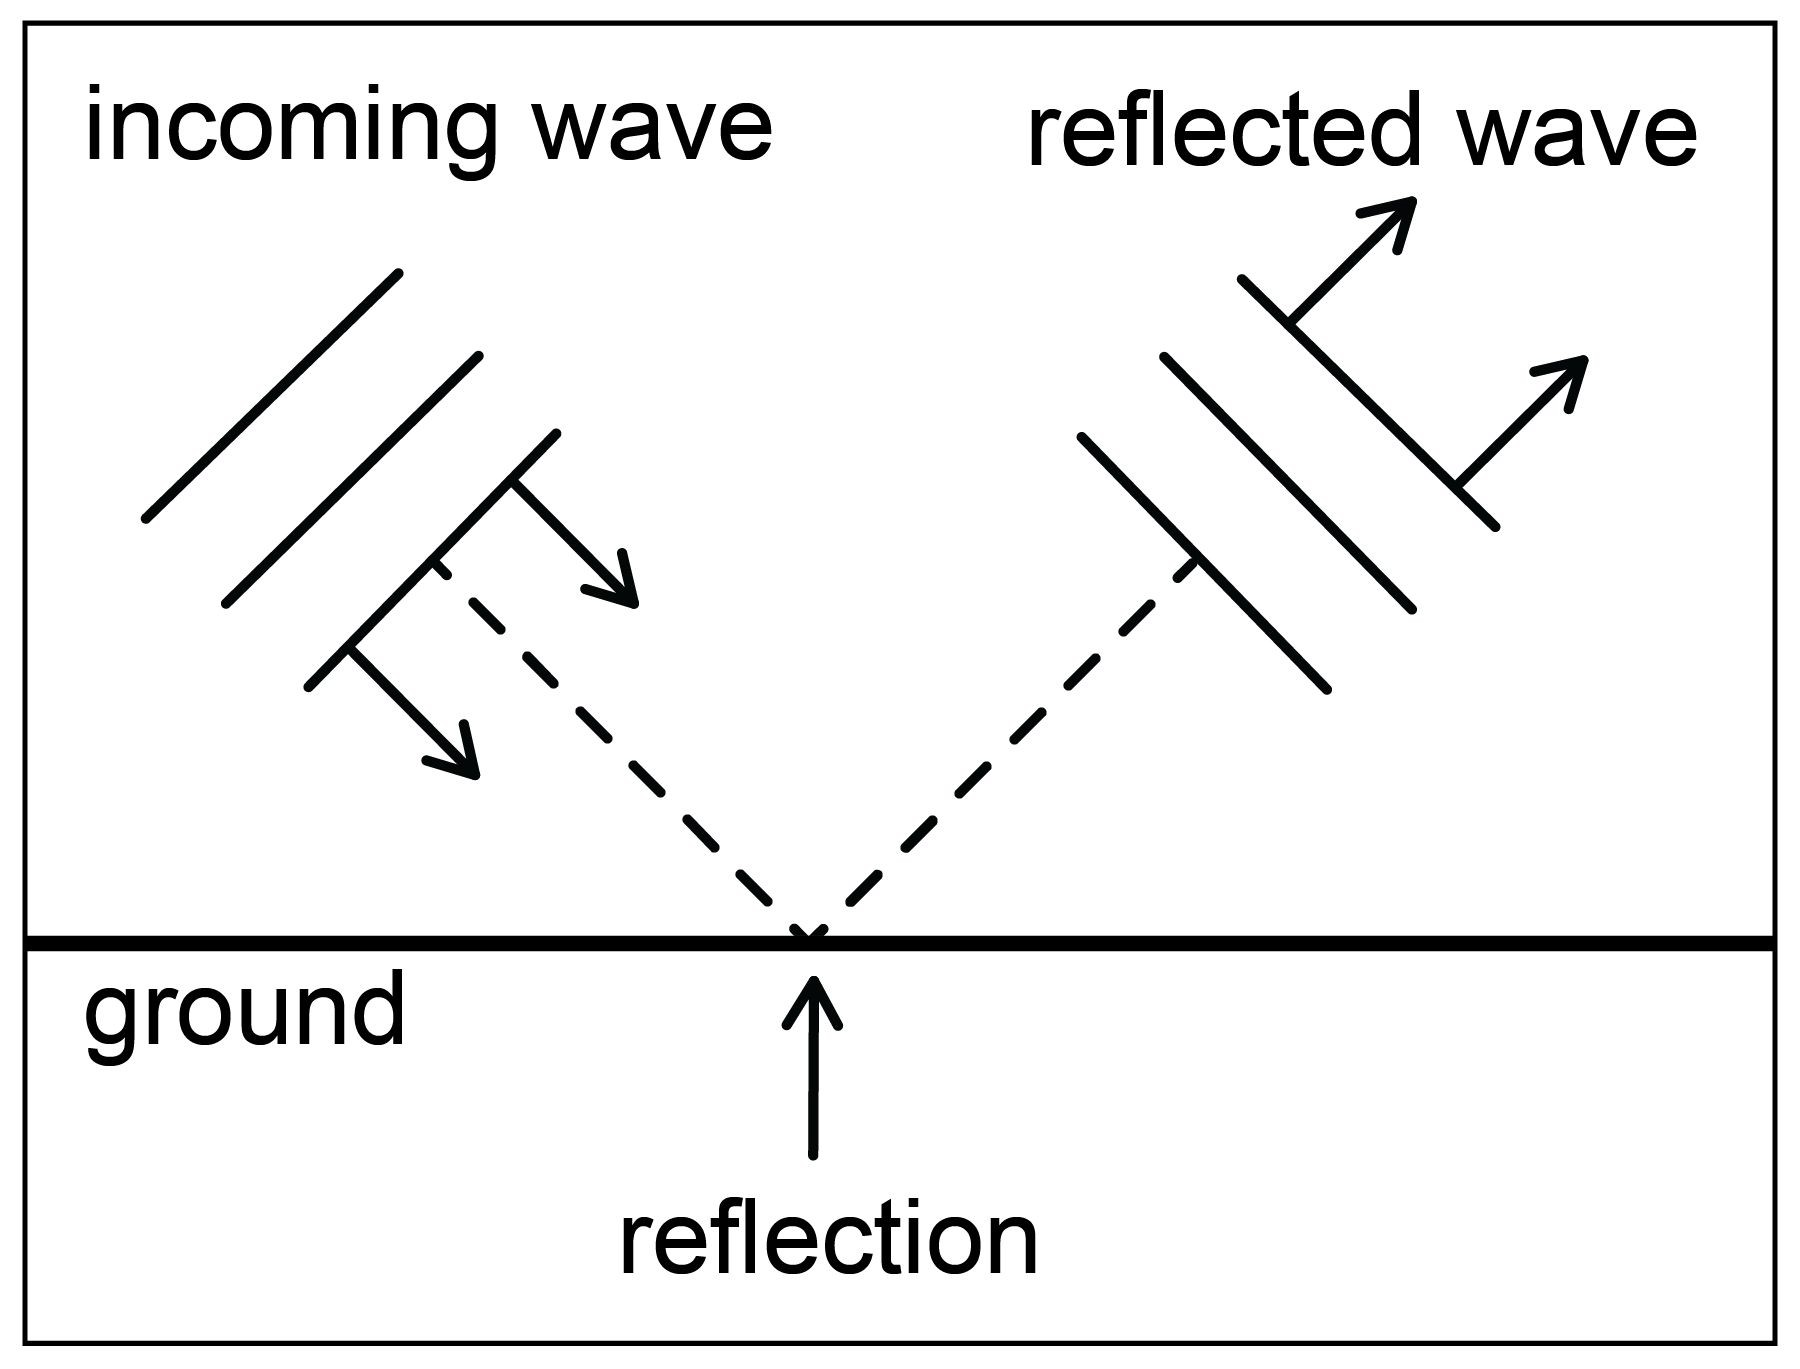 incoming wave
reflected wave
ground
reflection